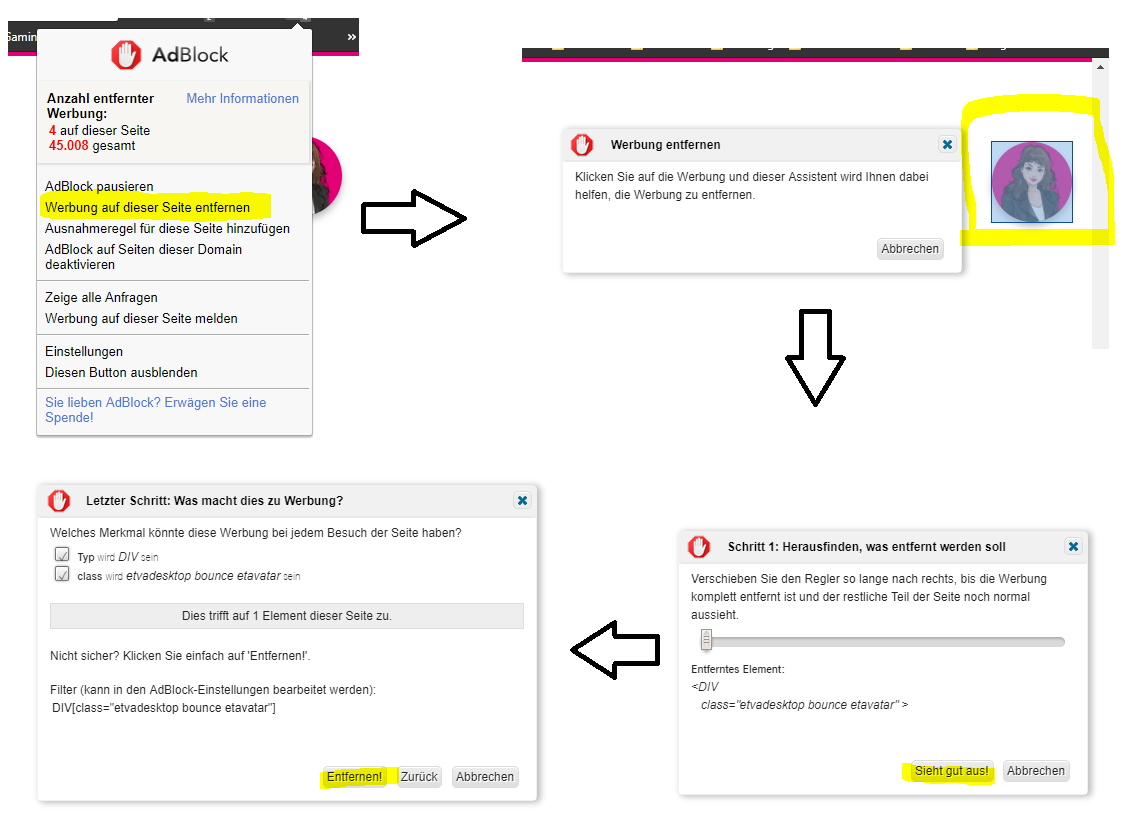 Gamin
»
AdBlock
Anzahl entfernter
Werbung:
Mehr Informationen
4 auf dieser Seite
45.008 gesamt
AdBlock pausieren
Werbung auf dieser Seite entfernen
Ausnahmeregel für diese Seite hinzufügen
AdBlock auf Seiten dieser Domain
deaktivieren
Zeige alle Anfragen
Werbung auf dieser Seite melden
Einstellungen
Diesen Button ausblenden
Sie lieben AdBlock? Erwägen Sie eine
Spende!
Werbung entfernen
Klicken Sie auf die Werbung und dieser Assistent wird Ihnen dabei
helfen, die Werbung zu entfernen.
Abbrechen
Schritt 1: Herausfinden, was entfernt werden soll
Verschieben Sie den Regler so lange nach rechts, bis die Werbung
komplett entfernt ist und der restliche Teil der Seite noch normal
aussieht.
Entferntes Element:
<DIV
class="etvadesktop bounce etavatar" >
Sieht gut aus! Abbrechen
Letzter Schritt: Was macht dies zu Werbung?
Welches Merkmal könnte diese Werbung bei jedem Besuch der Seite haben?
Typ wird DIV sein
class wird etvadesktop bounce etavatar sein
Dies trifft auf 1 Element dieser Seite zu.
Nicht sicher? Klicken Sie einfach auf 'Entfernen!'.
Filter (kann in den AdBlock-Einstellungen bearbeitet werden):
DIV[class="etvadesktop bounce etavatar"]
Entfernen! Zurück Abbrechen